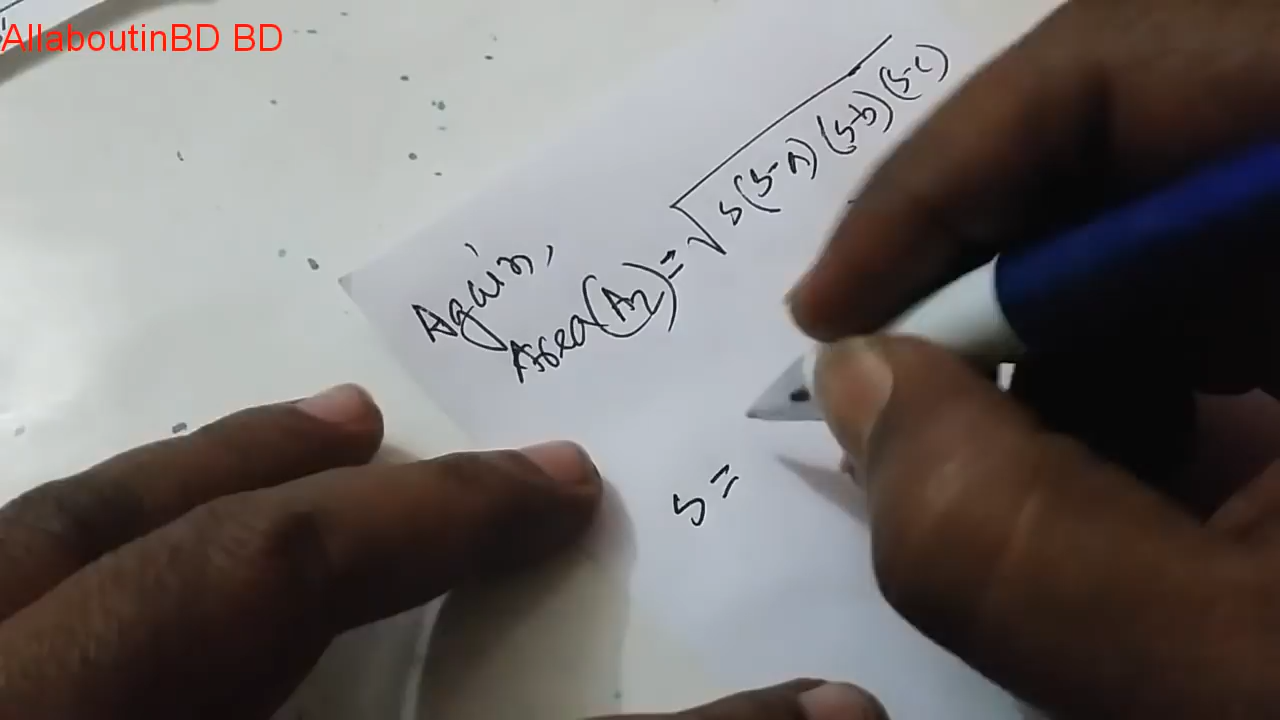 AllaboutinBD BD
Again,
Area (A2) = √s(s-a) (s-b) (s-c)
s =